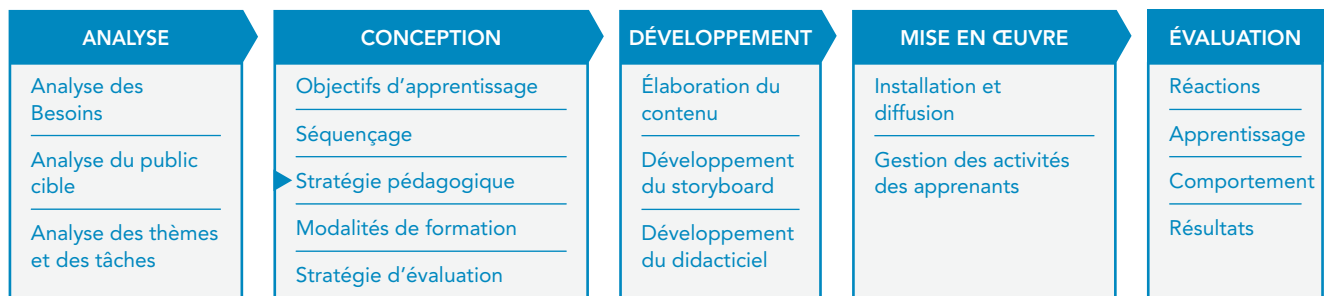 ANALYSE
Analyse des
Besoins
Analyse du public
cible
Analyse des thèmes
et des tâches
CONCEPTION
Objectifs d’apprentissage
Séquençage
Stratégie pédagogique
Modalités de formation
Stratégie d’évaluation
DÉVELOPPEMENT
Élaboration du
contenu
Développement
du storyboard
Développement
du didacticiel
MISE EN ŒUVRE
Installation et
diffusion
Gestion des activités
des apprenants
ÉVALUATION
Réactions
Apprentissage
Comportement
Résultats